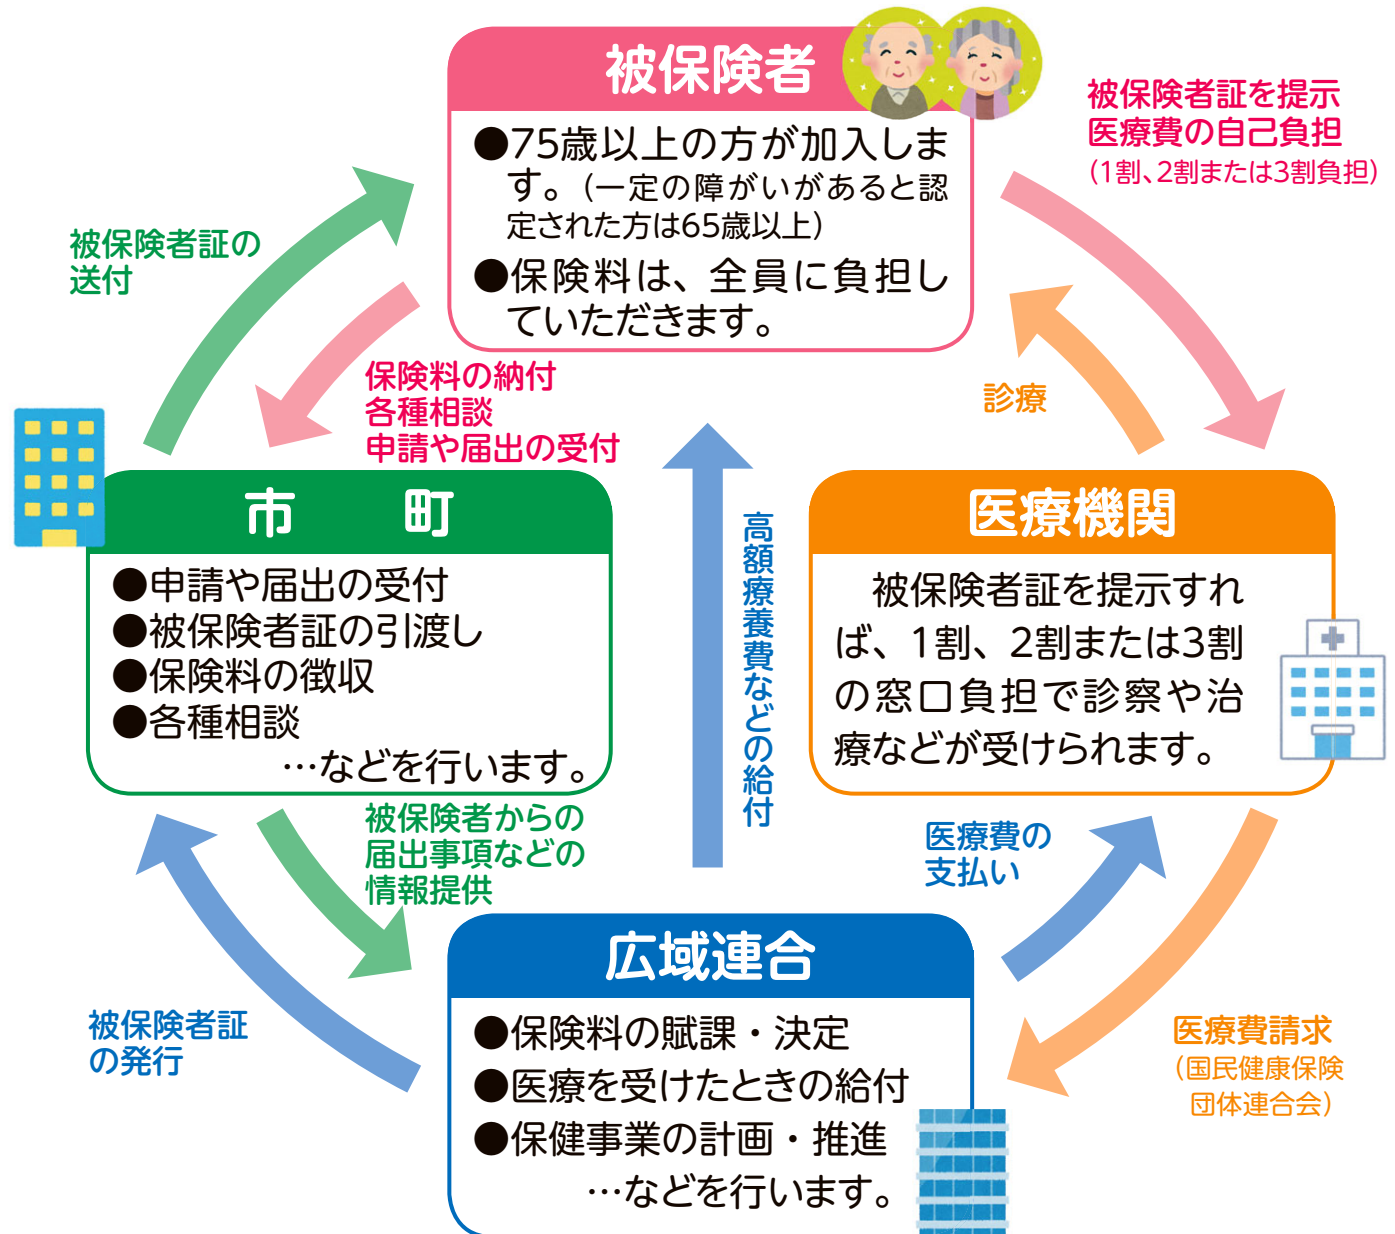 被保険者
●75歳以上の方が加入しま
す。（一定の障がいがあると認
定された方は65歳以上）
●保険料は、全員に負担し
ていただきます。
被保険者証を提示
医療費の自己負担
（1割、2割または3割負担）
被保険者証の
送付
保険料の納付
各種相談
申請や届出の受付
診療
市　町
●申請や届出の受付
●被保険者証の引渡し
●保険料の徴収
●各種相談
…などを行います。
高額療養費などの給付
医療機関
被保険者証を提示すれ
ば、1割、2割または3割
の窓口負担で診察や治
療などが受けられます。
被保険者からの
届出事項などの
情報提供
医療費の
支払い
被保険者証
の発行
広域連合
●保険料の賦課・決定
●医療を受けたときの給付
●保健事業の計画・推進
…などを行います。
医療費請求
（国民健康保険
団体連合会）